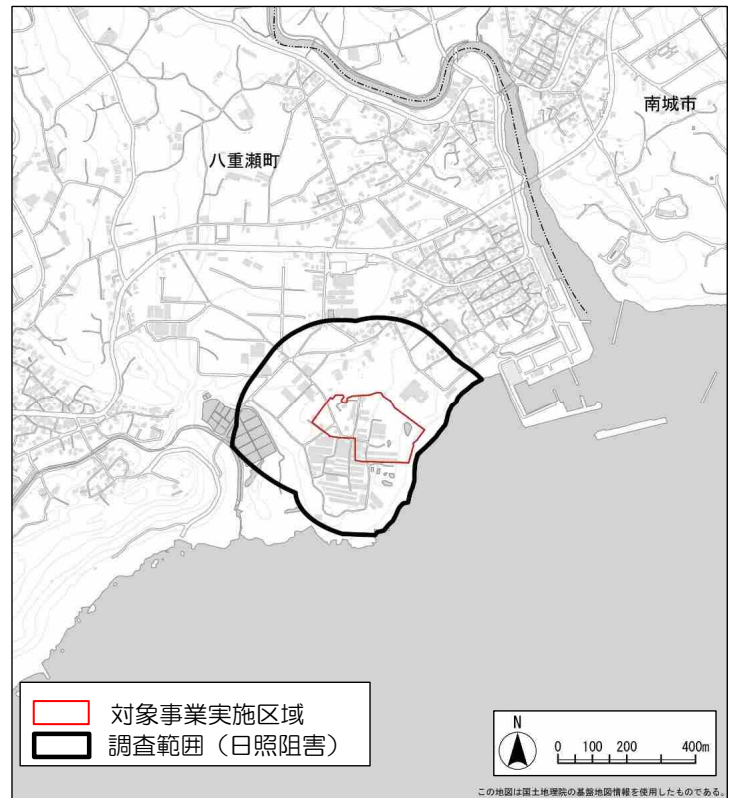 南城市
八重瀬町
対象事業実施区域
調査範囲（日照阻害）
N
0 100 200 400m
この地図は国土地理院の基盤地図情報を使用したものである。